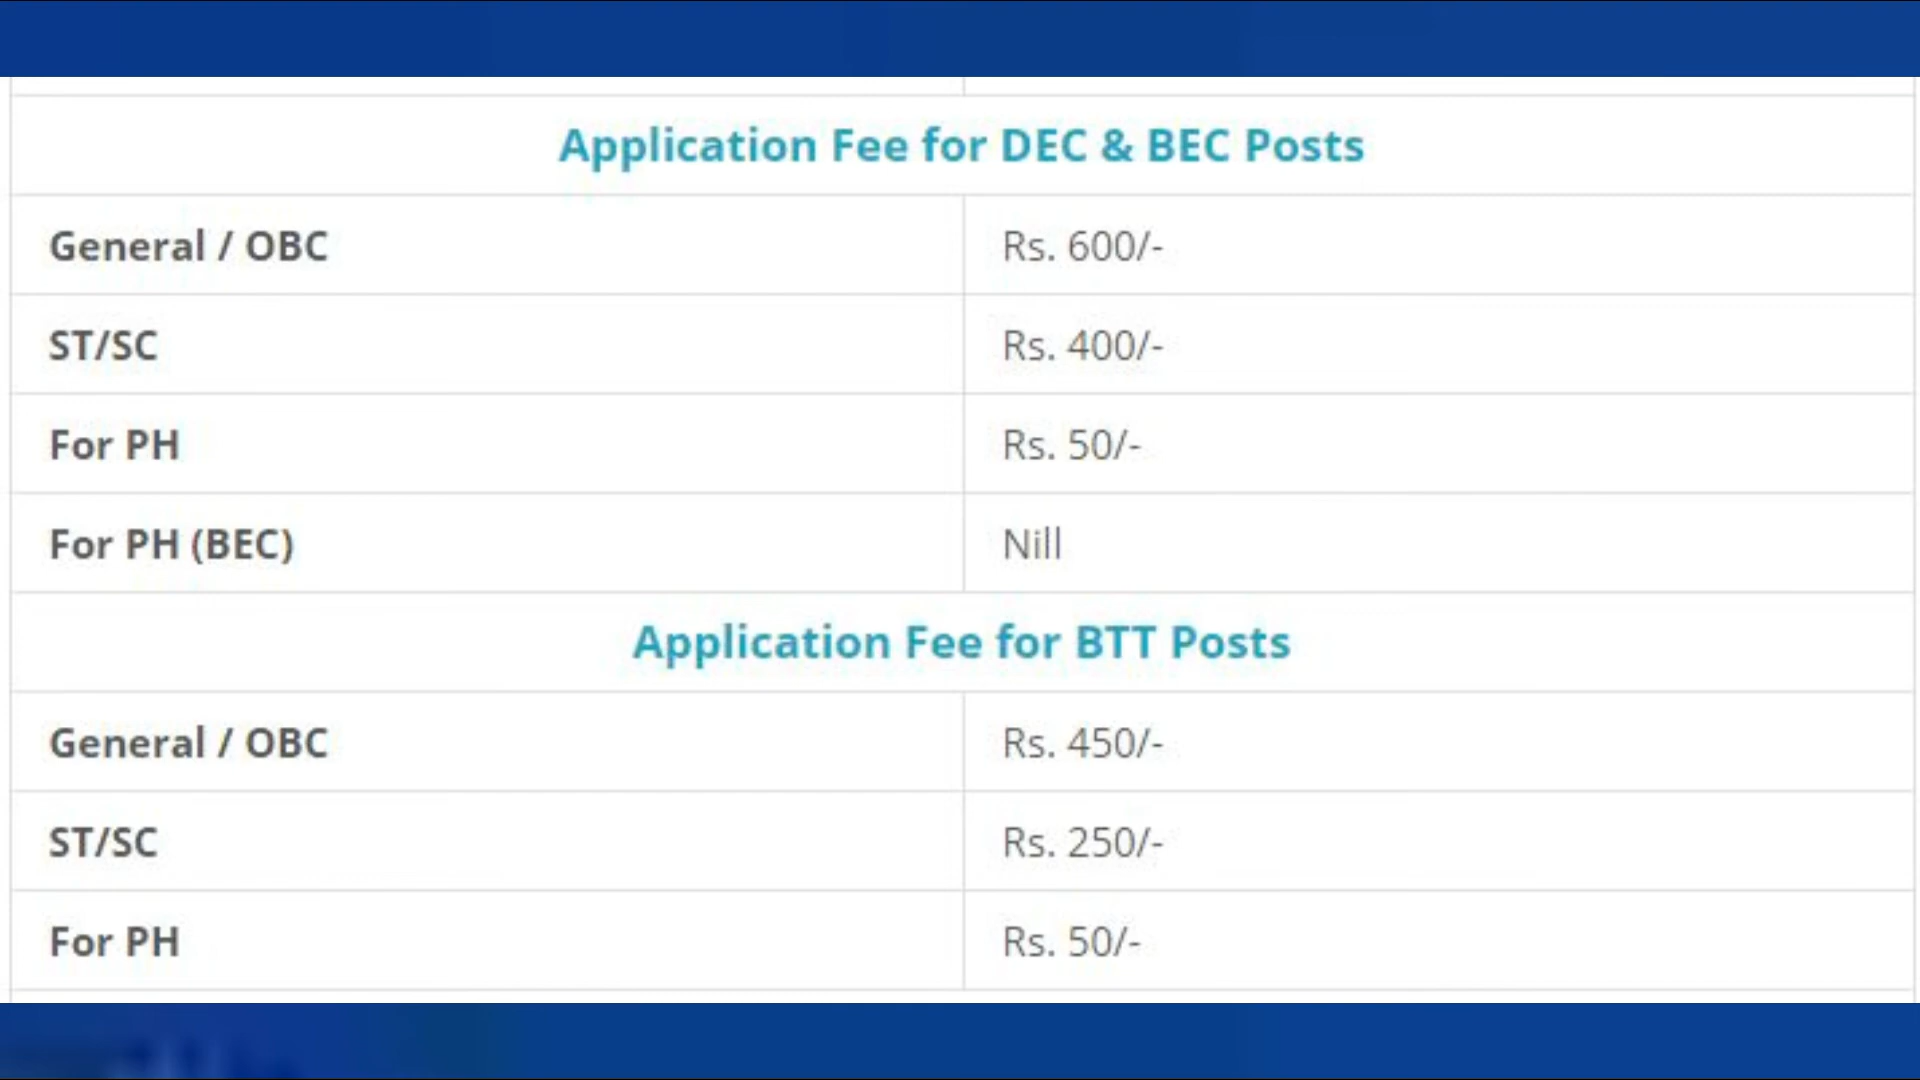 Application Fee for DEC & BEC Posts
General / OBC Rs. 600/-
ST/SC Rs. 400/-
For PH Rs. 50/-
For PH (BEC) Nill
Application Fee for BTT Posts
General / OBC Rs. 450/-
ST/SC Rs. 250/-
For PH Rs. 50/-